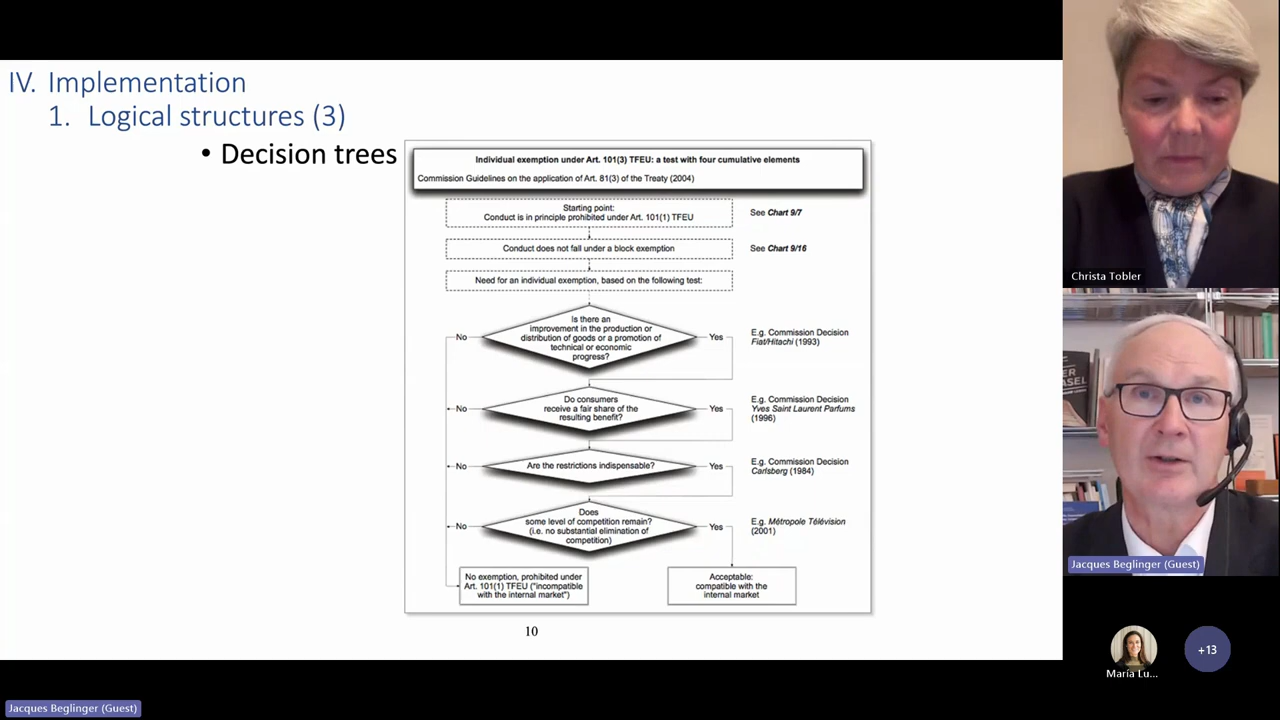 IV. Implementation
1. Logical structures (3)
• Decision trees
Individual exemption under Art. 101(3) TFEU: a test with four cumulative elements
Commission Guidelines on the application of Art. 81(3) of the Treaty (2004)
Starting point:
Conduct is in principle prohibited under Art. 101(1) TFEU
See Chart 9/7
Conduct does not fall under a block exemption
See Chart 9/16
Need for an individual exemption, based on the following test:
Is there an
improvement in the production or
distribution of goods or a promotion of
technical or economic
progress?
No
Yes
E.g. Commission Decision
Fiat/Hitachi (1993)
Do consumers
receive a fair share of the
resulting benefit?
No
Yes
E.g. Commission Decision
Yves Saint Laurent Parfums
(1996)
Are the restrictions indispensable?
No
Yes
E.g. Commission Decision
Carlsberg (1984)
Does
some level of competition remain?
(i.e. no substantial elimination of
competition)
No
Yes
E.g. Métropole Télévision
(2001)
No exemption, prohibited under
Art. 101(1) TFEU ("incompatible
with the internal market")
Acceptable:
compatible with the
internal market
10
Christa Tobler
Jacques Beglinger (Guest)
María Lu...
+13
Jacques Beglinger (Guest)